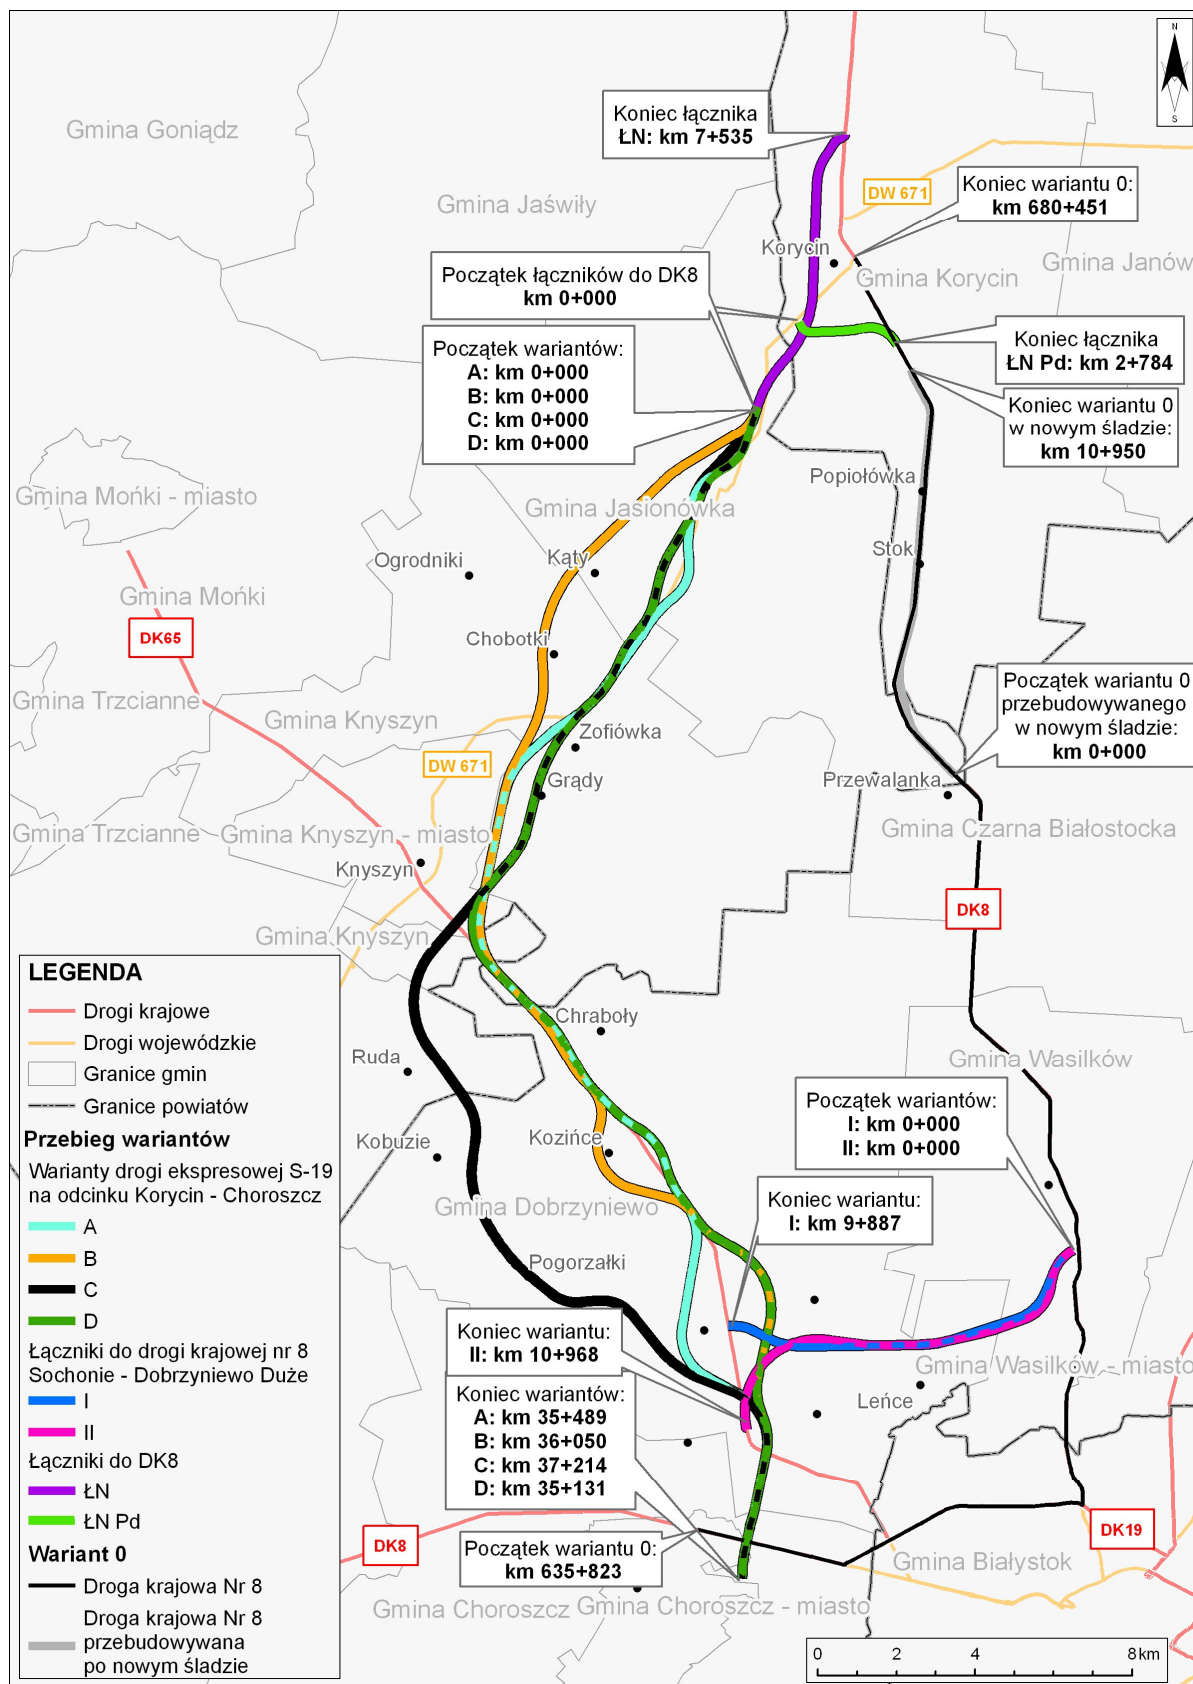 N
S
Gmina Goniądz
Koniec łącznika
ŁN: km 7+535
DW 671
Koniec wariantu 0:
km 680+451
Gmina Jaświły
Korycin
Gmina Korycin
Gmina Janów
Początek łączników do DK8
km 0+000
Koniec łącznika
ŁN Pd: km 2+784
Początek wariantów:
A: km 0+000
B: km 0+000
C: km 0+000
D: km 0+000
Koniec wariantu 0
w nowym śladzie:
km 10+950
Popiołówka
Gmina Mońki - miasto
Gmina Jasionówka
Stok
Ogrodniki
Kąty
Gmina Mońki
DK65
Chobotki
Początek wariantu 0
przebudowywanego
w nowym śladzie:
km 0+000
Gmina Trzcianne
Gmina Knyszyn
Zofiówka
DW 671
Grądy
Przewalanka
Gmina Trzcianne
Gmina Knyszyn - miasto
Gmina Czarna Białostocka
Knyszyn
DK8
Gmina Knyszyn
Chraboły
Ruda
Gmina Wasilków
Początek wariantów:
I: km 0+000
II: km 0+000
Kobuzie
Kozińce
Koniec wariantu:
I: km 9+887
Gmina Dobrzyniewo
Pogorzałki
Koniec wariantu:
II: km 10+968
Gmina Wasilków - miasto
Leńce
Koniec wariantów:
A: km 35+489
B: km 36+050
C: km 37+214
D: km 35+131
DK8
DK19
Początek wariantu 0:
km 635+823
Gmina Białystok
Gmina Choroszcz
Gmina Choroszcz - miasto
LEGENDA
Drogi krajowe
Drogi wojewódzkie
Granice gmin
Granice powiatów
Przebieg wariantów
Warianty drogi ekspresowej S-19
na odcinku Korycin - Choroszcz
A
B
C
D
Łączniki do drogi krajowej nr 8
Sochonie - Dobrzyniewo Duże
I
II
Łączniki do DK8
ŁN
ŁN Pd
Wariant 0
Droga krajowa Nr 8
Droga krajowa Nr 8
przebudowywana
po nowym śladzie
0 2 4 8 km